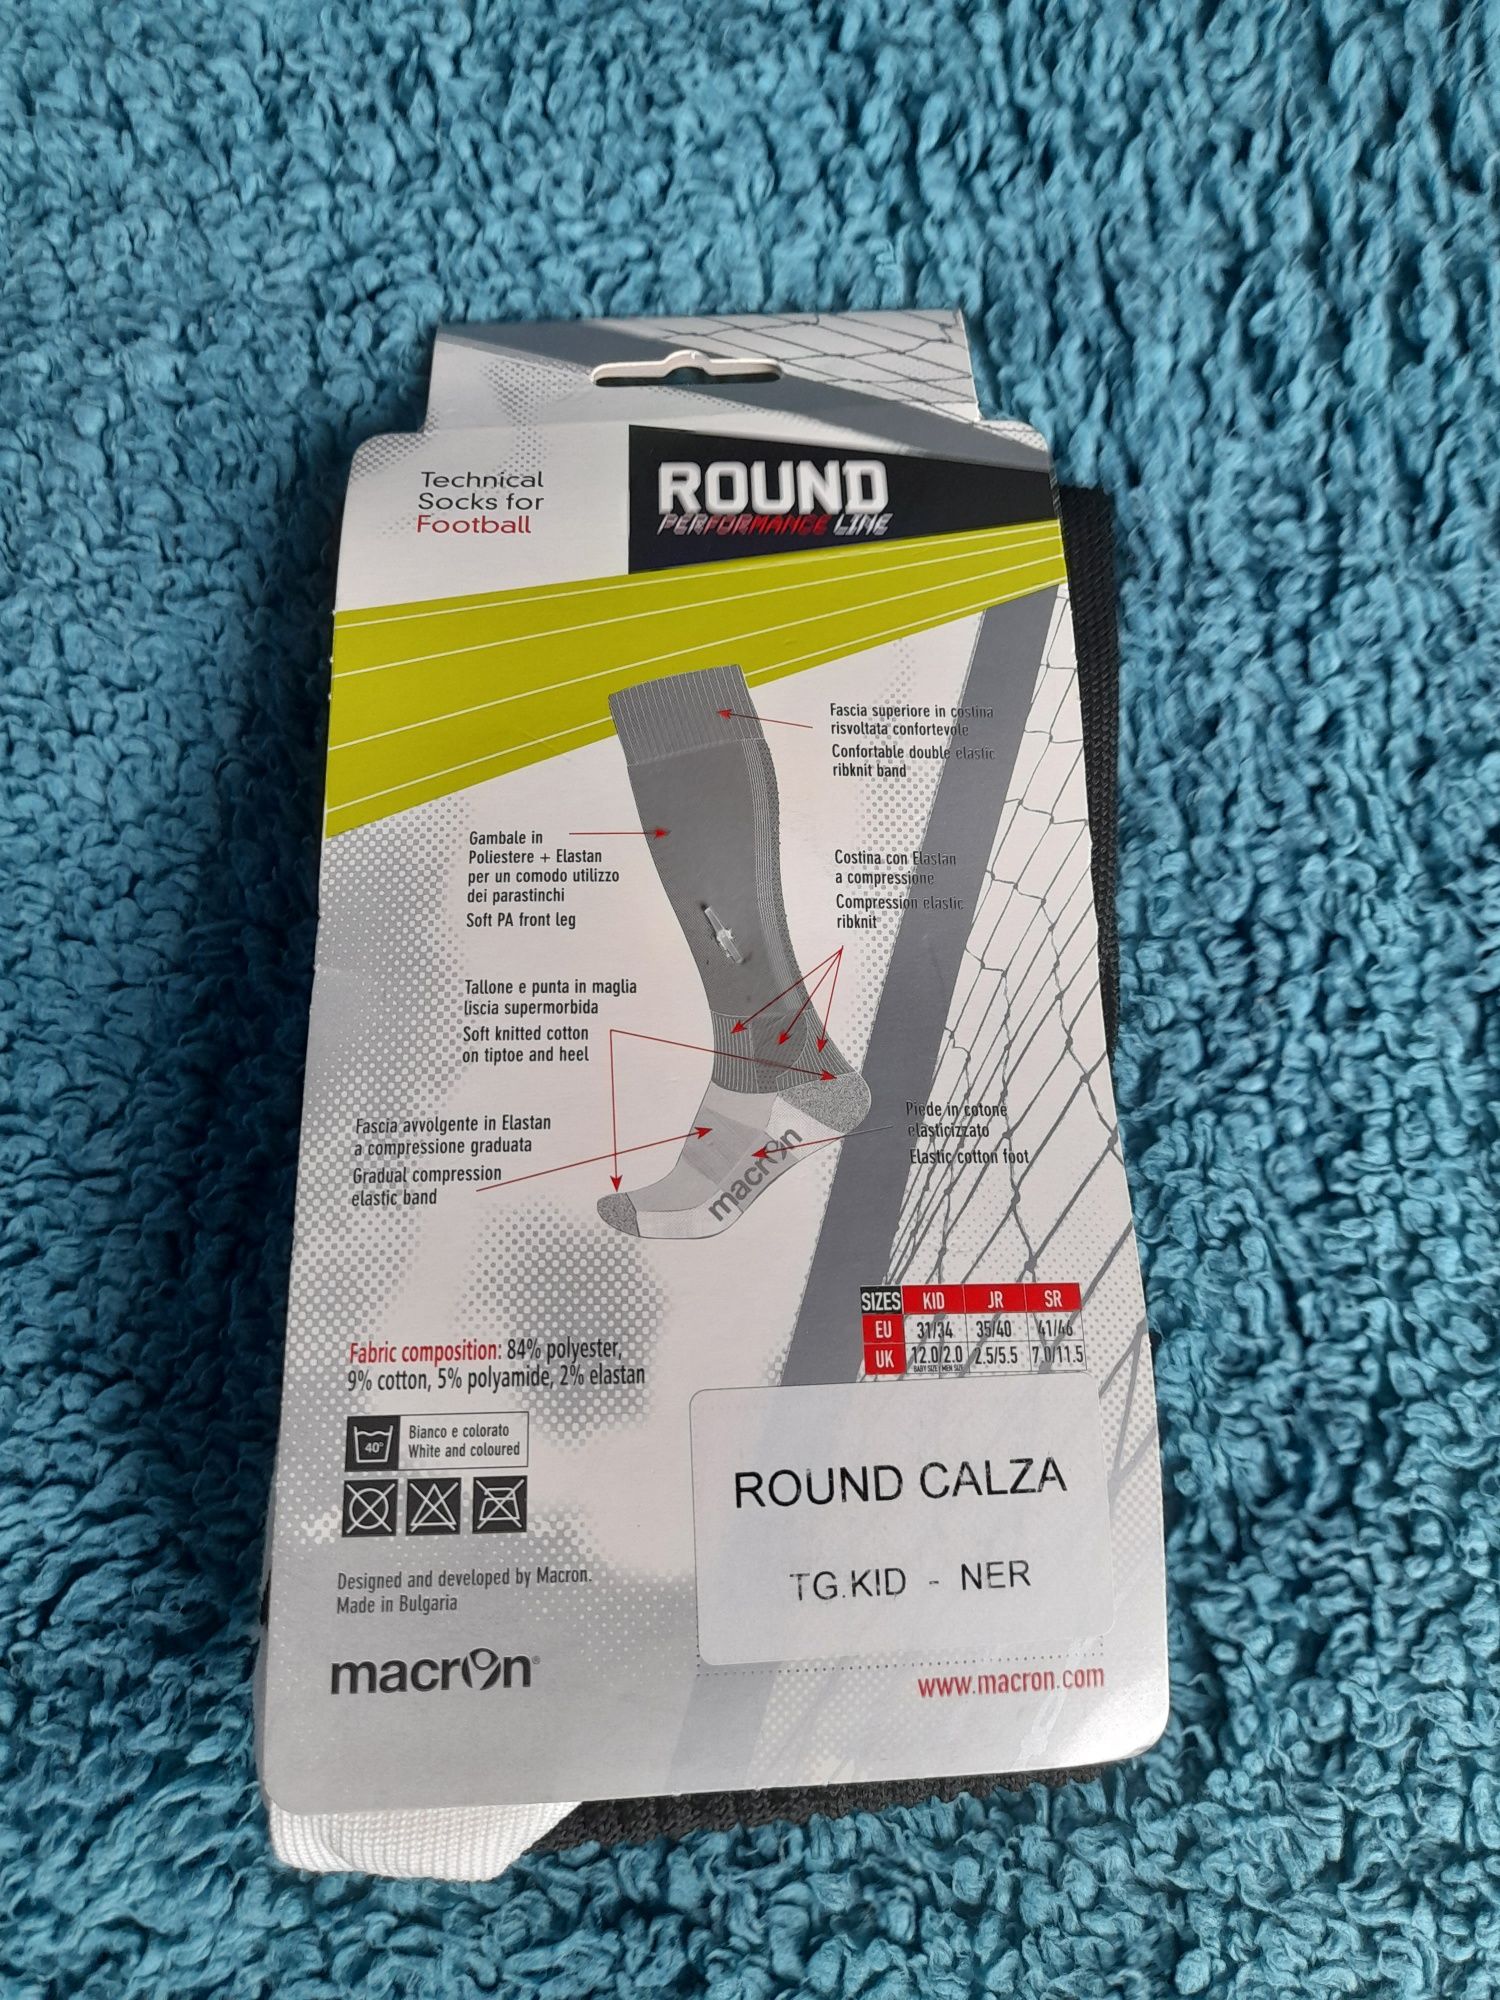 Technical
Socks for
Football
ROUND
PERFORMANCE LINE
Fascia superiore in costina
risvoltata confortevole
Confortable double elastic
ribknit band
Gambale in
Poliestere + Elastan
per un comodo utilizzo
dei parastinchi
Soft PA front leg
Costina con Elastan
a compressione
Compression elastic
ribknit
Tallone e punta in maglia
liscia supermorbida
Soft knitted cotton
on tiptoe and heel
Fascia avvolgente in Elastan
a compressione graduata
Gradual compression
elastic band
Piede in cotone
elasticizzato
Elastic cotton foot
macron
SIZES KID JR SR
EU 31/34 35/40 41/46
UK 12.0/2.0 2.5/5.5 7.0/11.5
BABY SIZE / MEN SIZE
Fabric composition: 84% polyester,
9% cotton, 5% polyamide, 2% elastan
40°
Bianco e colorato
White and coloured
ROUND CALZA
TG.KID - NER
Designed and developed by Macron.
Made in Bulgaria
macron®
www.macron.com